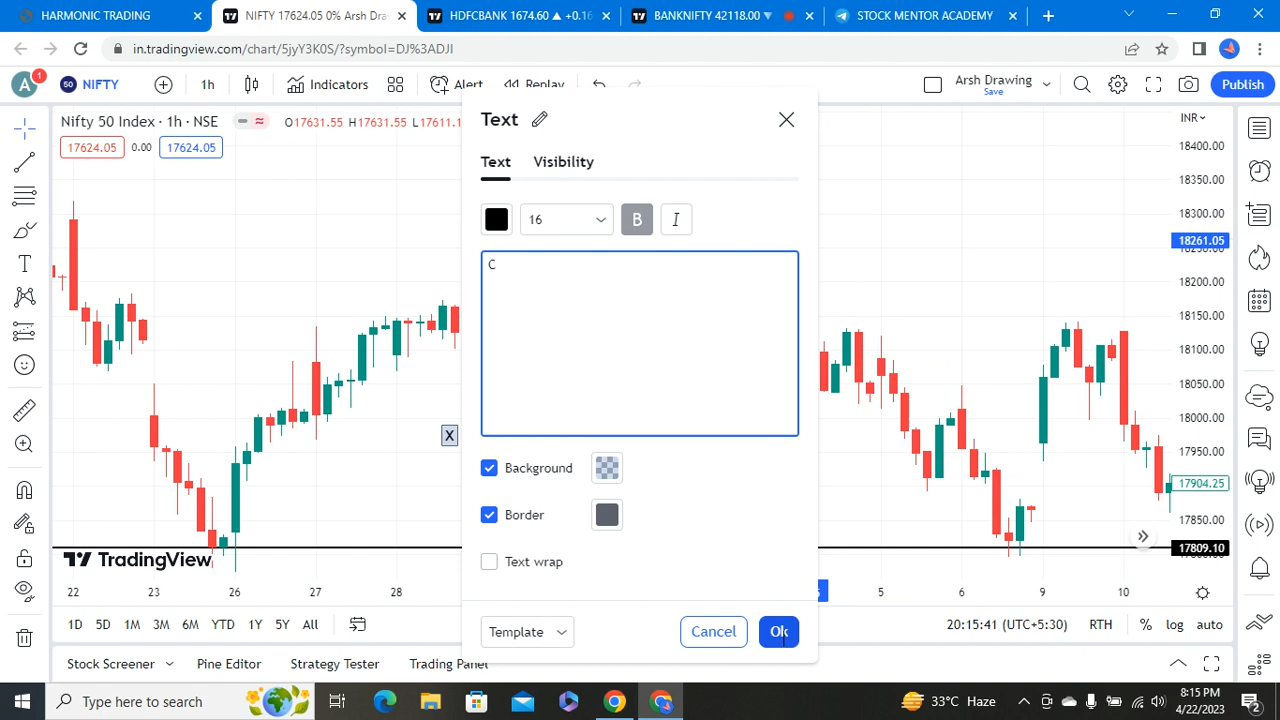 HARMONIC TRADING
NIFTY 17624.05 0% Arsh Dra
HDFCBANK 1674.60 ▲ +0.16
BANKNIFTY 42118.00 ▼
STOCK MENTOR ACADEMY
in.tradingview.com/chart/5jyY3K0S/?symbol=DJ%3ADJI
A 1
50 NIFTY
1h
Indicators
Alert
Replay
Arsh Drawing
Save
Publish
Nifty 50 Index · 1h · NSE
O17631.55 H17631.55 L17611.1
17624.05 0.00 17624.05
Text
Text Visibility
16 B I
C
X
Background
Border
Text wrap
Template
Cancel
Ok
INR
18400.00
18350.00
18300.00
18261.05
18200.00
18150.00
18100.00
18050.00
18000.00
17950.00
17904.25
17850.00
17809.10
TradingView
22 23 26 27 28 5 6 9 10
1D 5D 1M 3M 6M YTD 1Y 5Y All
20:15:41 (UTC+5:30) RTH % log auto
Stock Screener Pine Editor Strategy Tester Trading Panel
Type here to search
33°C Haze
8:15 PM
4/22/2023
2